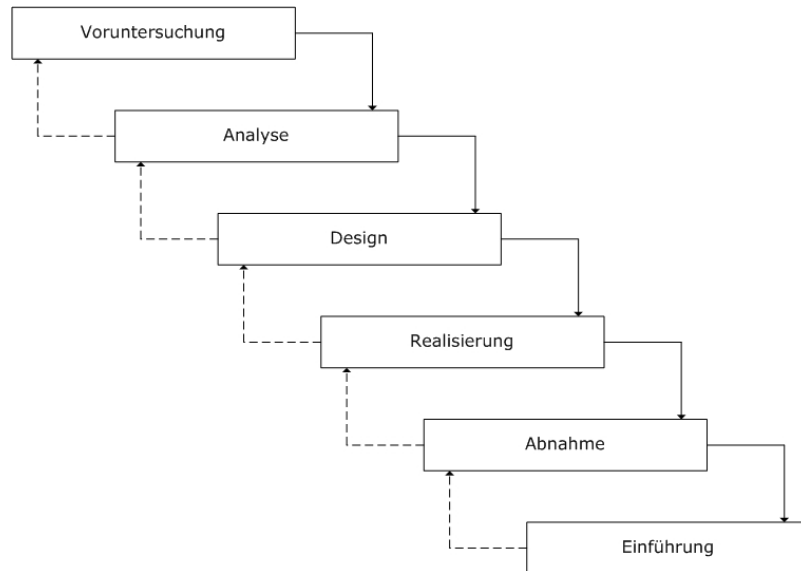 Voruntersuchung
Analyse
Design
Realisierung
Abnahme
Einführung